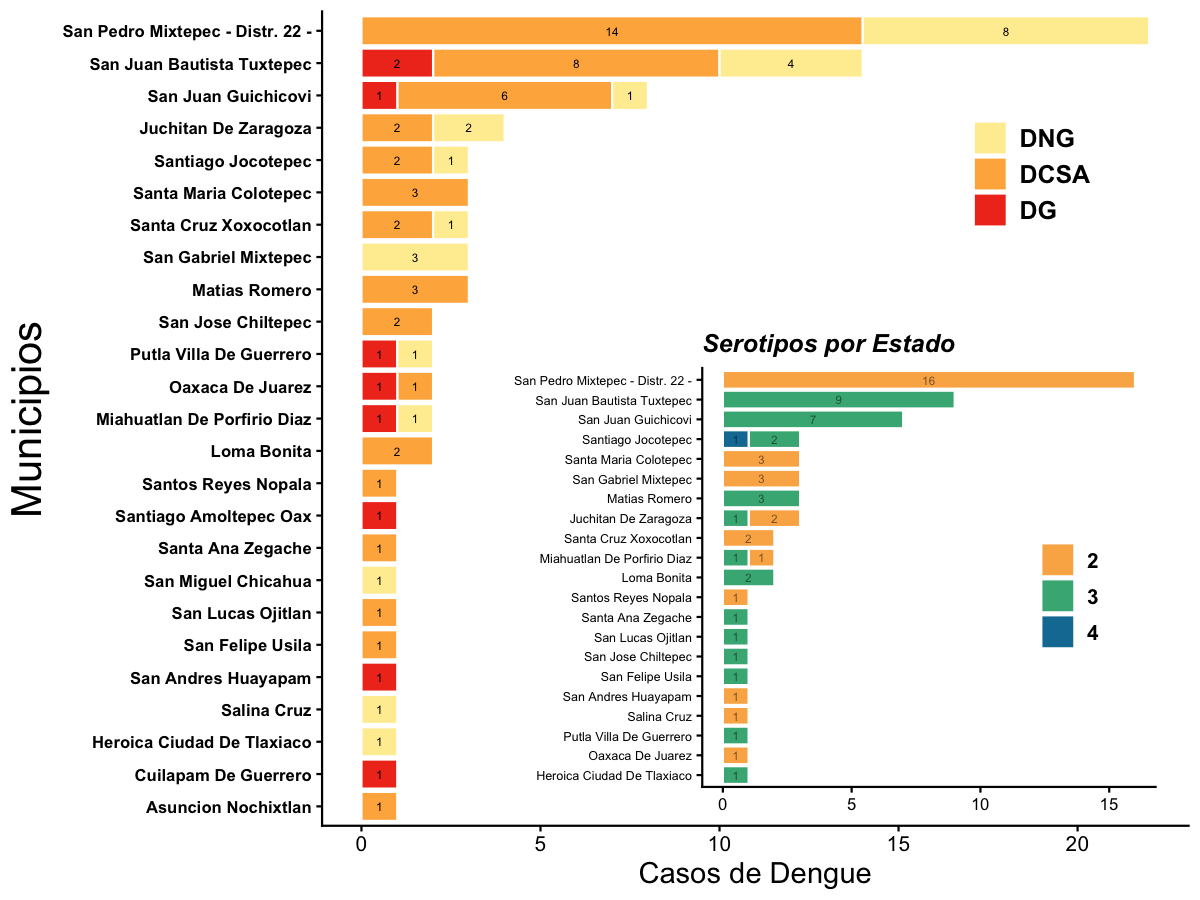 San Pedro Mixtepec - Distr. 22 - 14 8
San Juan Bautista Tuxtepec 2 8 4
San Juan Guichicovi 1 6 1
Juchitan De Zaragoza 2 2
Santiago Jocotepec 2 1
Santa Maria Colotepec 3
Santa Cruz Xoxocotlan 2 1
San Gabriel Mixtepec 3
Matias Romero 3
San Jose Chiltepec 2
Putla Villa De Guerrero 1 1
Oaxaca De Juarez 1 1
Miahuatlan De Porfirio Diaz 1 1
Loma Bonita 2
Santos Reyes Nopala 1
Santiago Amoltepec Oax 1
Santa Ana Zegache 1
San Miguel Chicahua 1
San Lucas Ojitlan 1
San Felipe Usila 1
San Andres Huayapam 1
Salina Cruz 1
Heroica Ciudad De Tlaxiaco 1
Cuilapam De Guerrero 1
Asuncion Nochixtlan 1
0 5 10 15 20
Casos de Dengue
Municipios
DNG
DCSA
DG
Serotipos por Estado
San Pedro Mixtepec - Distr. 22 - 16
San Juan Bautista Tuxtepec 9
San Juan Guichicovi 7
Santiago Jocotepec 1 2
Santa Maria Colotepec 3
San Gabriel Mixtepec 3
Matias Romero 3
Juchitan De Zaragoza 1 2
Santa Cruz Xoxocotlan 2
Miahuatlan De Porfirio Diaz 1 1
Loma Bonita 2
Santos Reyes Nopala 1
Santa Ana Zegache 1
San Lucas Ojitlan 1
San Jose Chiltepec 1
San Felipe Usila 1
San Andres Huayapam 1
Salina Cruz 1
Putla Villa De Guerrero 1
Oaxaca De Juarez 1
Heroica Ciudad De Tlaxiaco 1
0 5 10 15
2
3
4